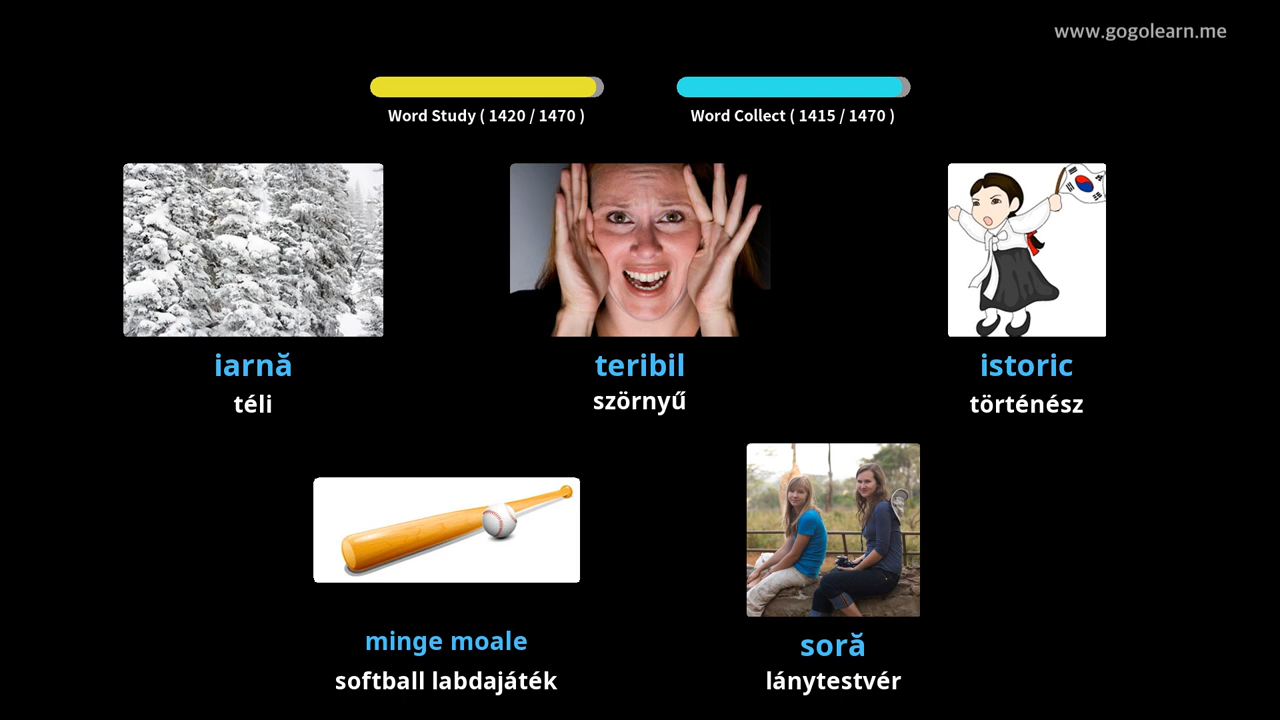 www.gogolearn.me
Word Study ( 1420 / 1470 )
Word Collect ( 1415 / 1470 )
iarnă
téli
teribil
szörnyű
istoric
történész
minge moale
softball labdajáték
soră
lánytestvér